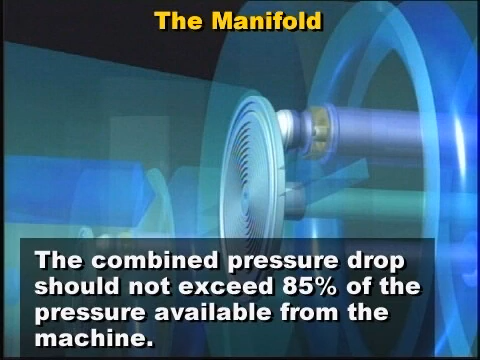 The Manifold
The combined pressure drop
should not exceed 85% of the
pressure available from the
machine.